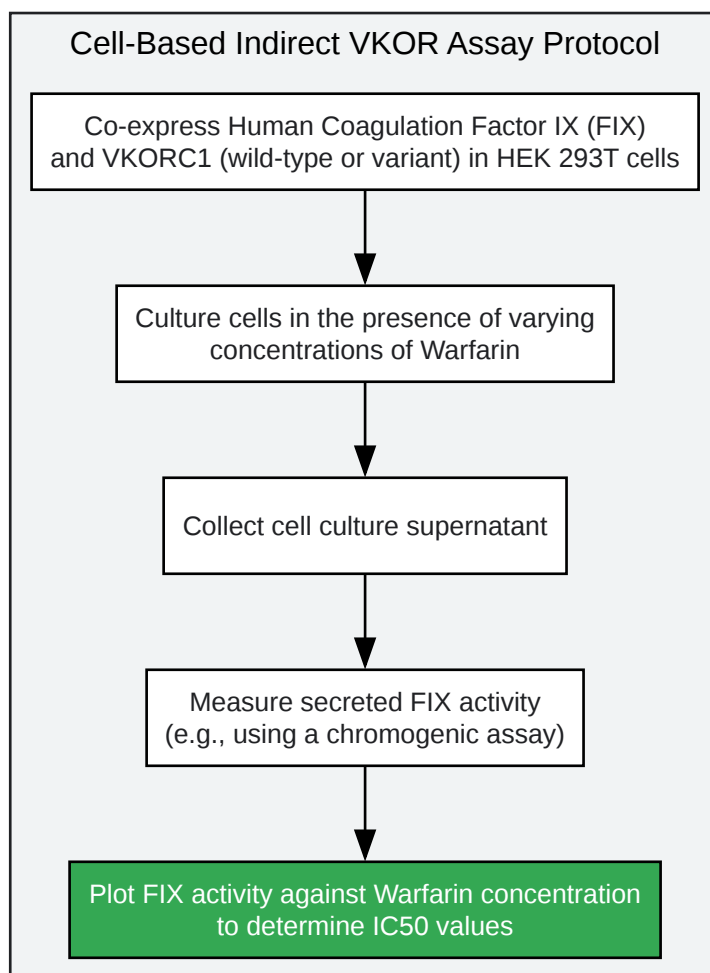 Cell-Based Indirect VKOR Assay Protocol
Co-express Human Coagulation Factor IX (FIX)
and VKORC1 (wild-type or variant) in HEK 293T cells
Culture cells in the presence of varying
concentrations of Warfarin
Collect cell culture supernatant
Measure secreted FIX activity
(e.g., using a chromogenic assay)
Plot FIX activity against Warfarin concentration
to determine IC50 values